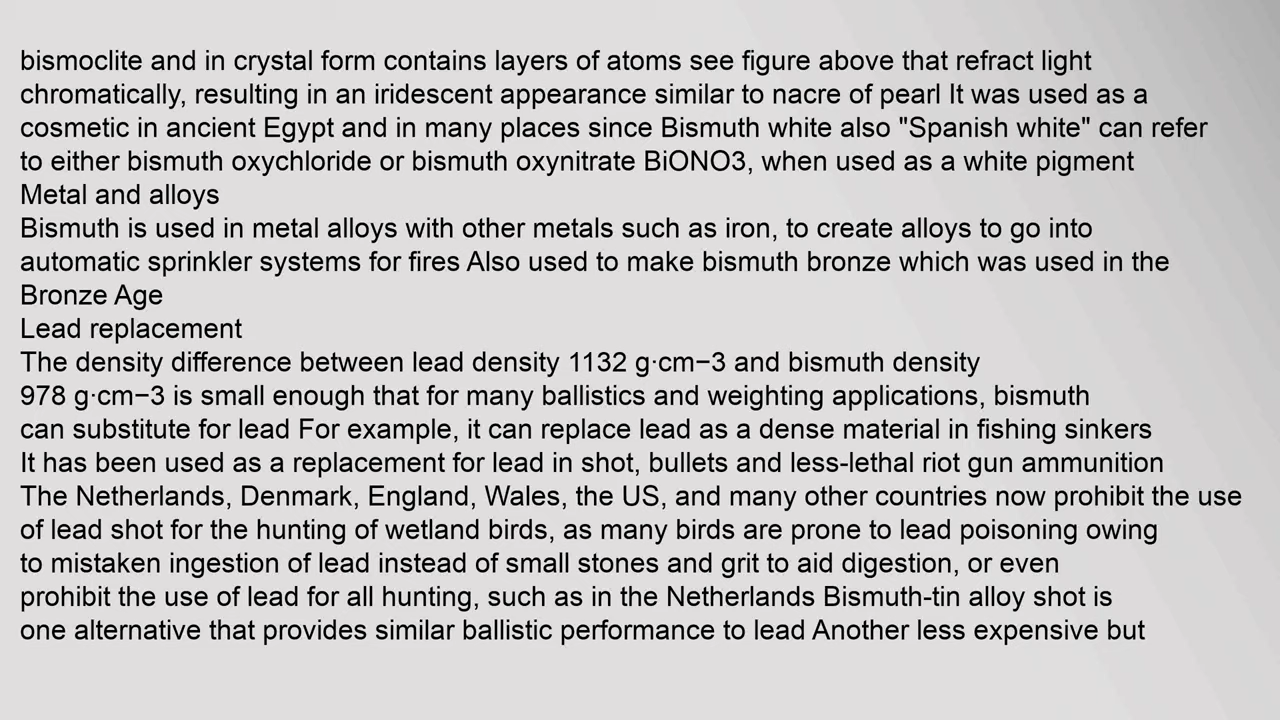 bismoclite and in crystal form contains layers of atoms see figure above that refract light
chromatically, resulting in an iridescent appearance similar to nacre of pearl It was used as a
cosmetic in ancient Egypt and in many places since Bismuth white also "Spanish white" can refer
to either bismuth oxychloride or bismuth oxynitrate BiONO3, when used as a white pigment
Metal and alloys
Bismuth is used in metal alloys with other metals such as iron, to create alloys to go into
automatic sprinkler systems for fires Also used to make bismuth bronze which was used in the
Bronze Age
Lead replacement
The density difference between lead density 1132 g·cm−3 and bismuth density
978 g·cm−3 is small enough that for many ballistics and weighting applications, bismuth
can substitute for lead For example, it can replace lead as a dense material in fishing sinkers
It has been used as a replacement for lead in shot, bullets and less-lethal riot gun ammunition
The Netherlands, Denmark, England, Wales, the US, and many other countries now prohibit the use
of lead shot for the hunting of wetland birds, as many birds are prone to lead poisoning owing
to mistaken ingestion of lead instead of small stones and grit to aid digestion, or even
prohibit the use of lead for all hunting, such as in the Netherlands Bismuth-tin alloy shot is
one alternative that provides similar ballistic performance to lead Another less expensive but